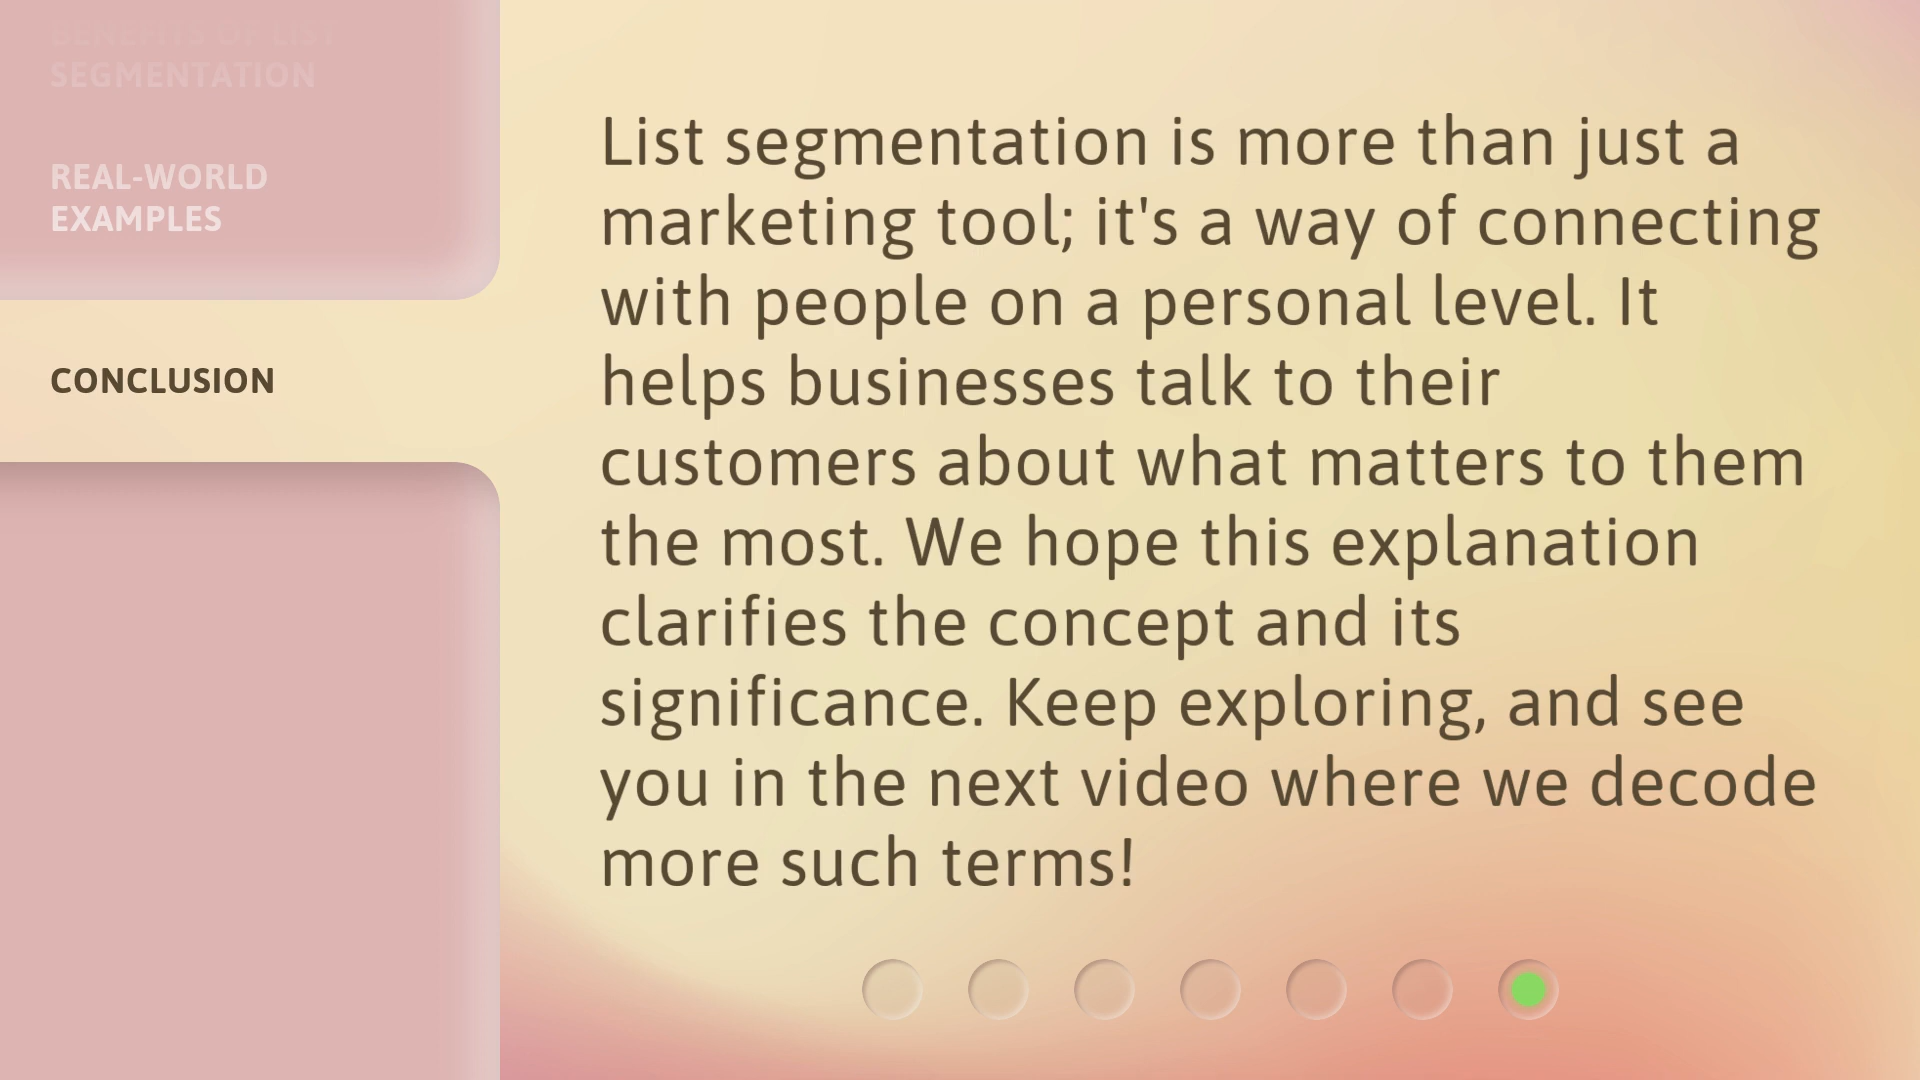 BENEFITS OF LIST
SEGMENTATION
REAL-WORLD
EXAMPLES
CONCLUSION
List segmentation is more than just a
marketing tool; it's a way of connecting
with people on a personal level. It
helps businesses talk to their
customers about what matters to them
the most. We hope this explanation
clarifies the concept and its
significance. Keep exploring, and see
you in the next video where we decode
more such terms!